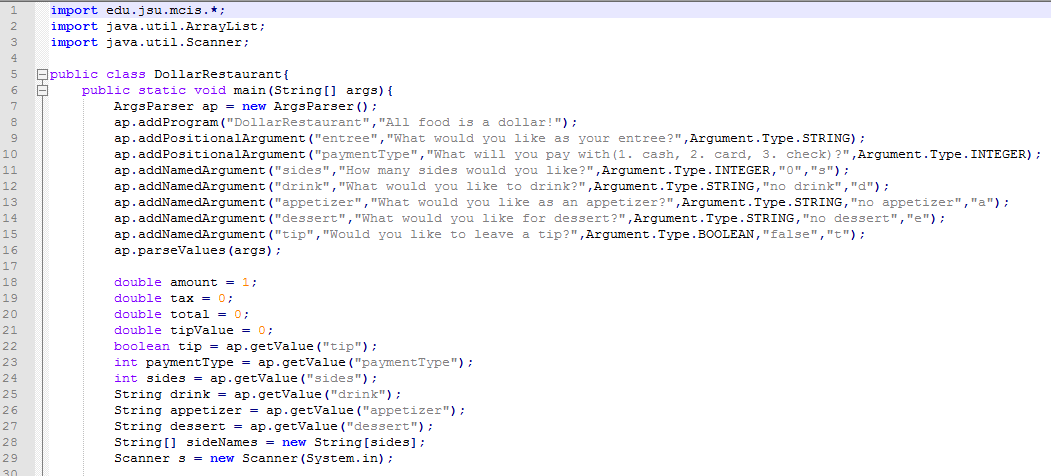 1 import edu.jsu.mcis.*;
2 import java.util.ArrayList;
3 import java.util.Scanner;
4
5 public class DollarRestaurant{
6 public static void main(String[] args){
7 ArgsParser ap = new ArgsParser();
8 ap.addProgram("DollarRestaurant","All food is a dollar!");
9 ap.addPositionalArgument("entree","What would you like as your entree?",Argument.Type.STRING);
10 ap.addPositionalArgument("paymentType","What will you pay with(1. cash, 2. card, 3. check)?",Argument.Type.INTEGER);
11 ap.addNamedArgument("sides","How many sides would you like?",Argument.Type.INTEGER,"0","s");
12 ap.addNamedArgument("drink","What would you like to drink?",Argument.Type.STRING,"no drink","d");
13 ap.addNamedArgument("appetizer","What would you like as an appetizer?",Argument.Type.STRING,"no appetizer","a");
14 ap.addNamedArgument("dessert","What would you like for dessert?",Argument.Type.STRING,"no dessert","e");
15 ap.addNamedArgument("tip","Would you like to leave a tip?",Argument.Type.BOOLEAN,"false","t");
16 ap.parseValues(args);
17
18 double amount = 1;
19 double tax = 0;
20 double total = 0;
21 double tipValue = 0;
22 boolean tip = ap.getValue("tip");
23 int paymentType = ap.getValue("paymentType");
24 int sides = ap.getValue("sides");
25 String drink = ap.getValue("drink");
26 String appetizer = ap.getValue("appetizer");
27 String dessert = ap.getValue("dessert");
28 String[] sideNames = new String[sides];
29 Scanner s = new Scanner(System.in);
30